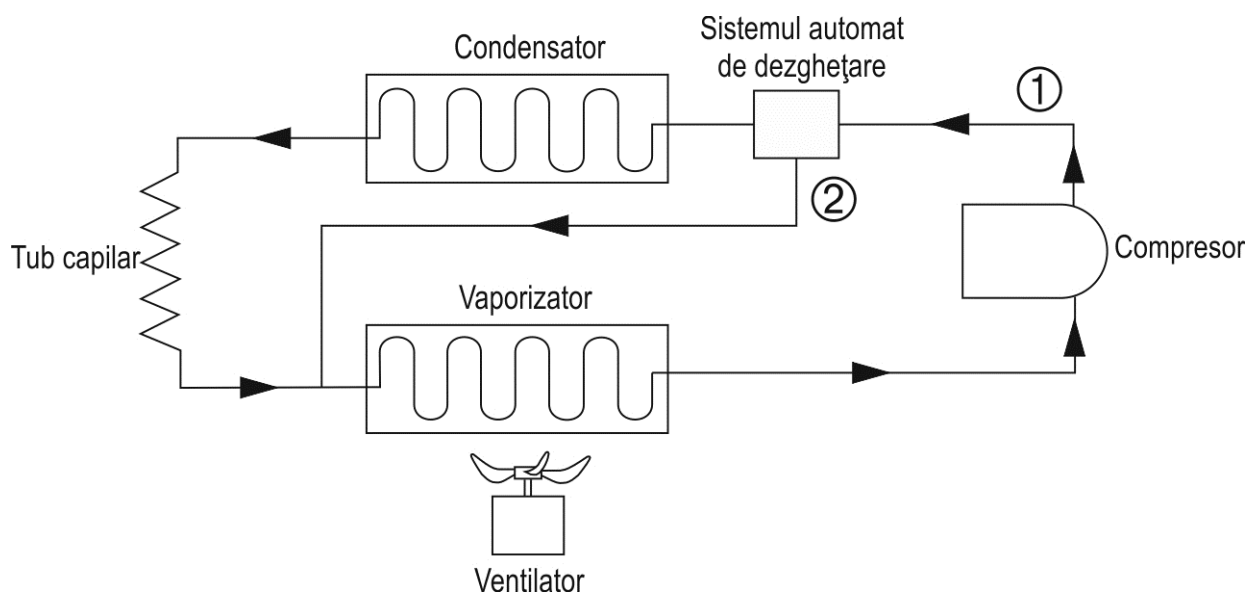 Sistemul automat
de dezgheţare
Condensator
①
②
Tub capilar
Compresor
Vaporizator
Ventilator